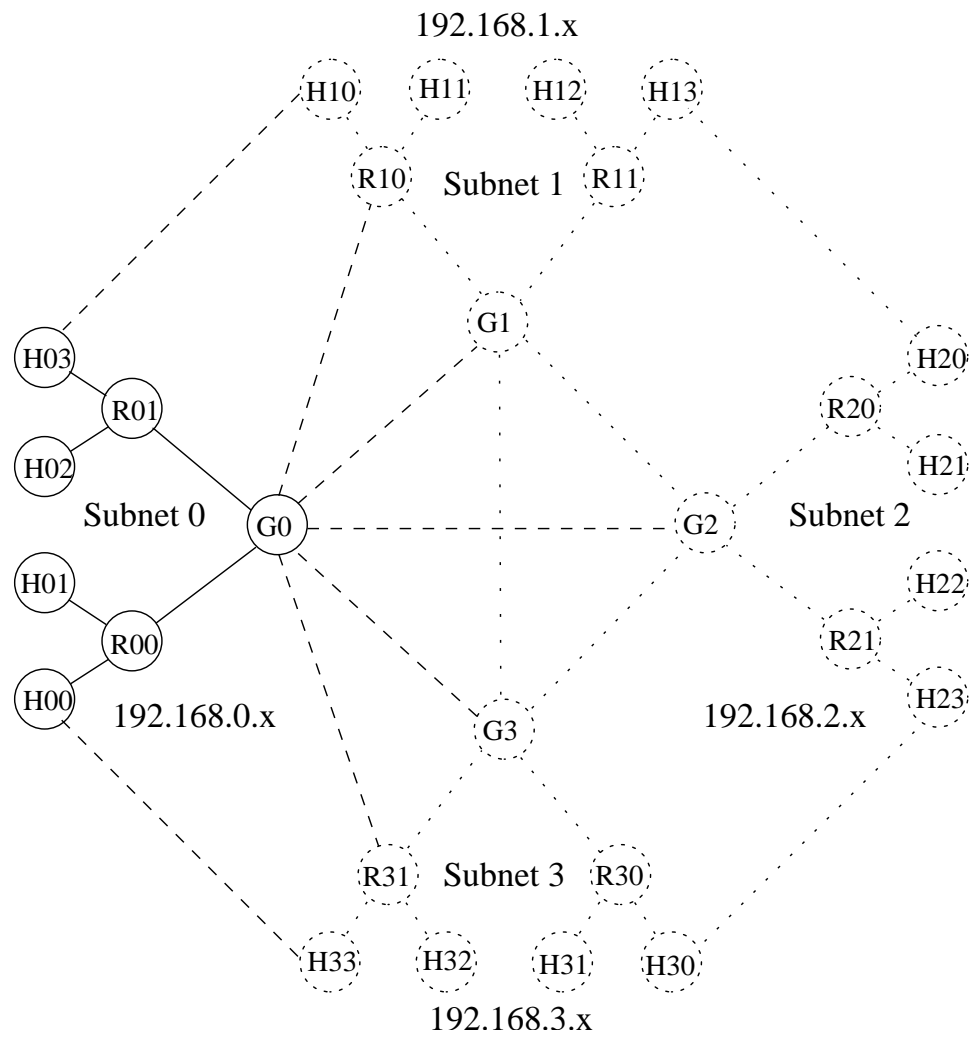 192.168.1.x
H10 H11 H12 H13
R10 Subnet 1 R11
G1
H03 H20
R01 R20
H02 H21
Subnet 0 G0 G2 Subnet 2
H01 H22
R00 R21
H00 H23
192.168.0.x G3 192.168.2.x
R31 Subnet 3 R30
H33 H32 H31 H30
192.168.3.x